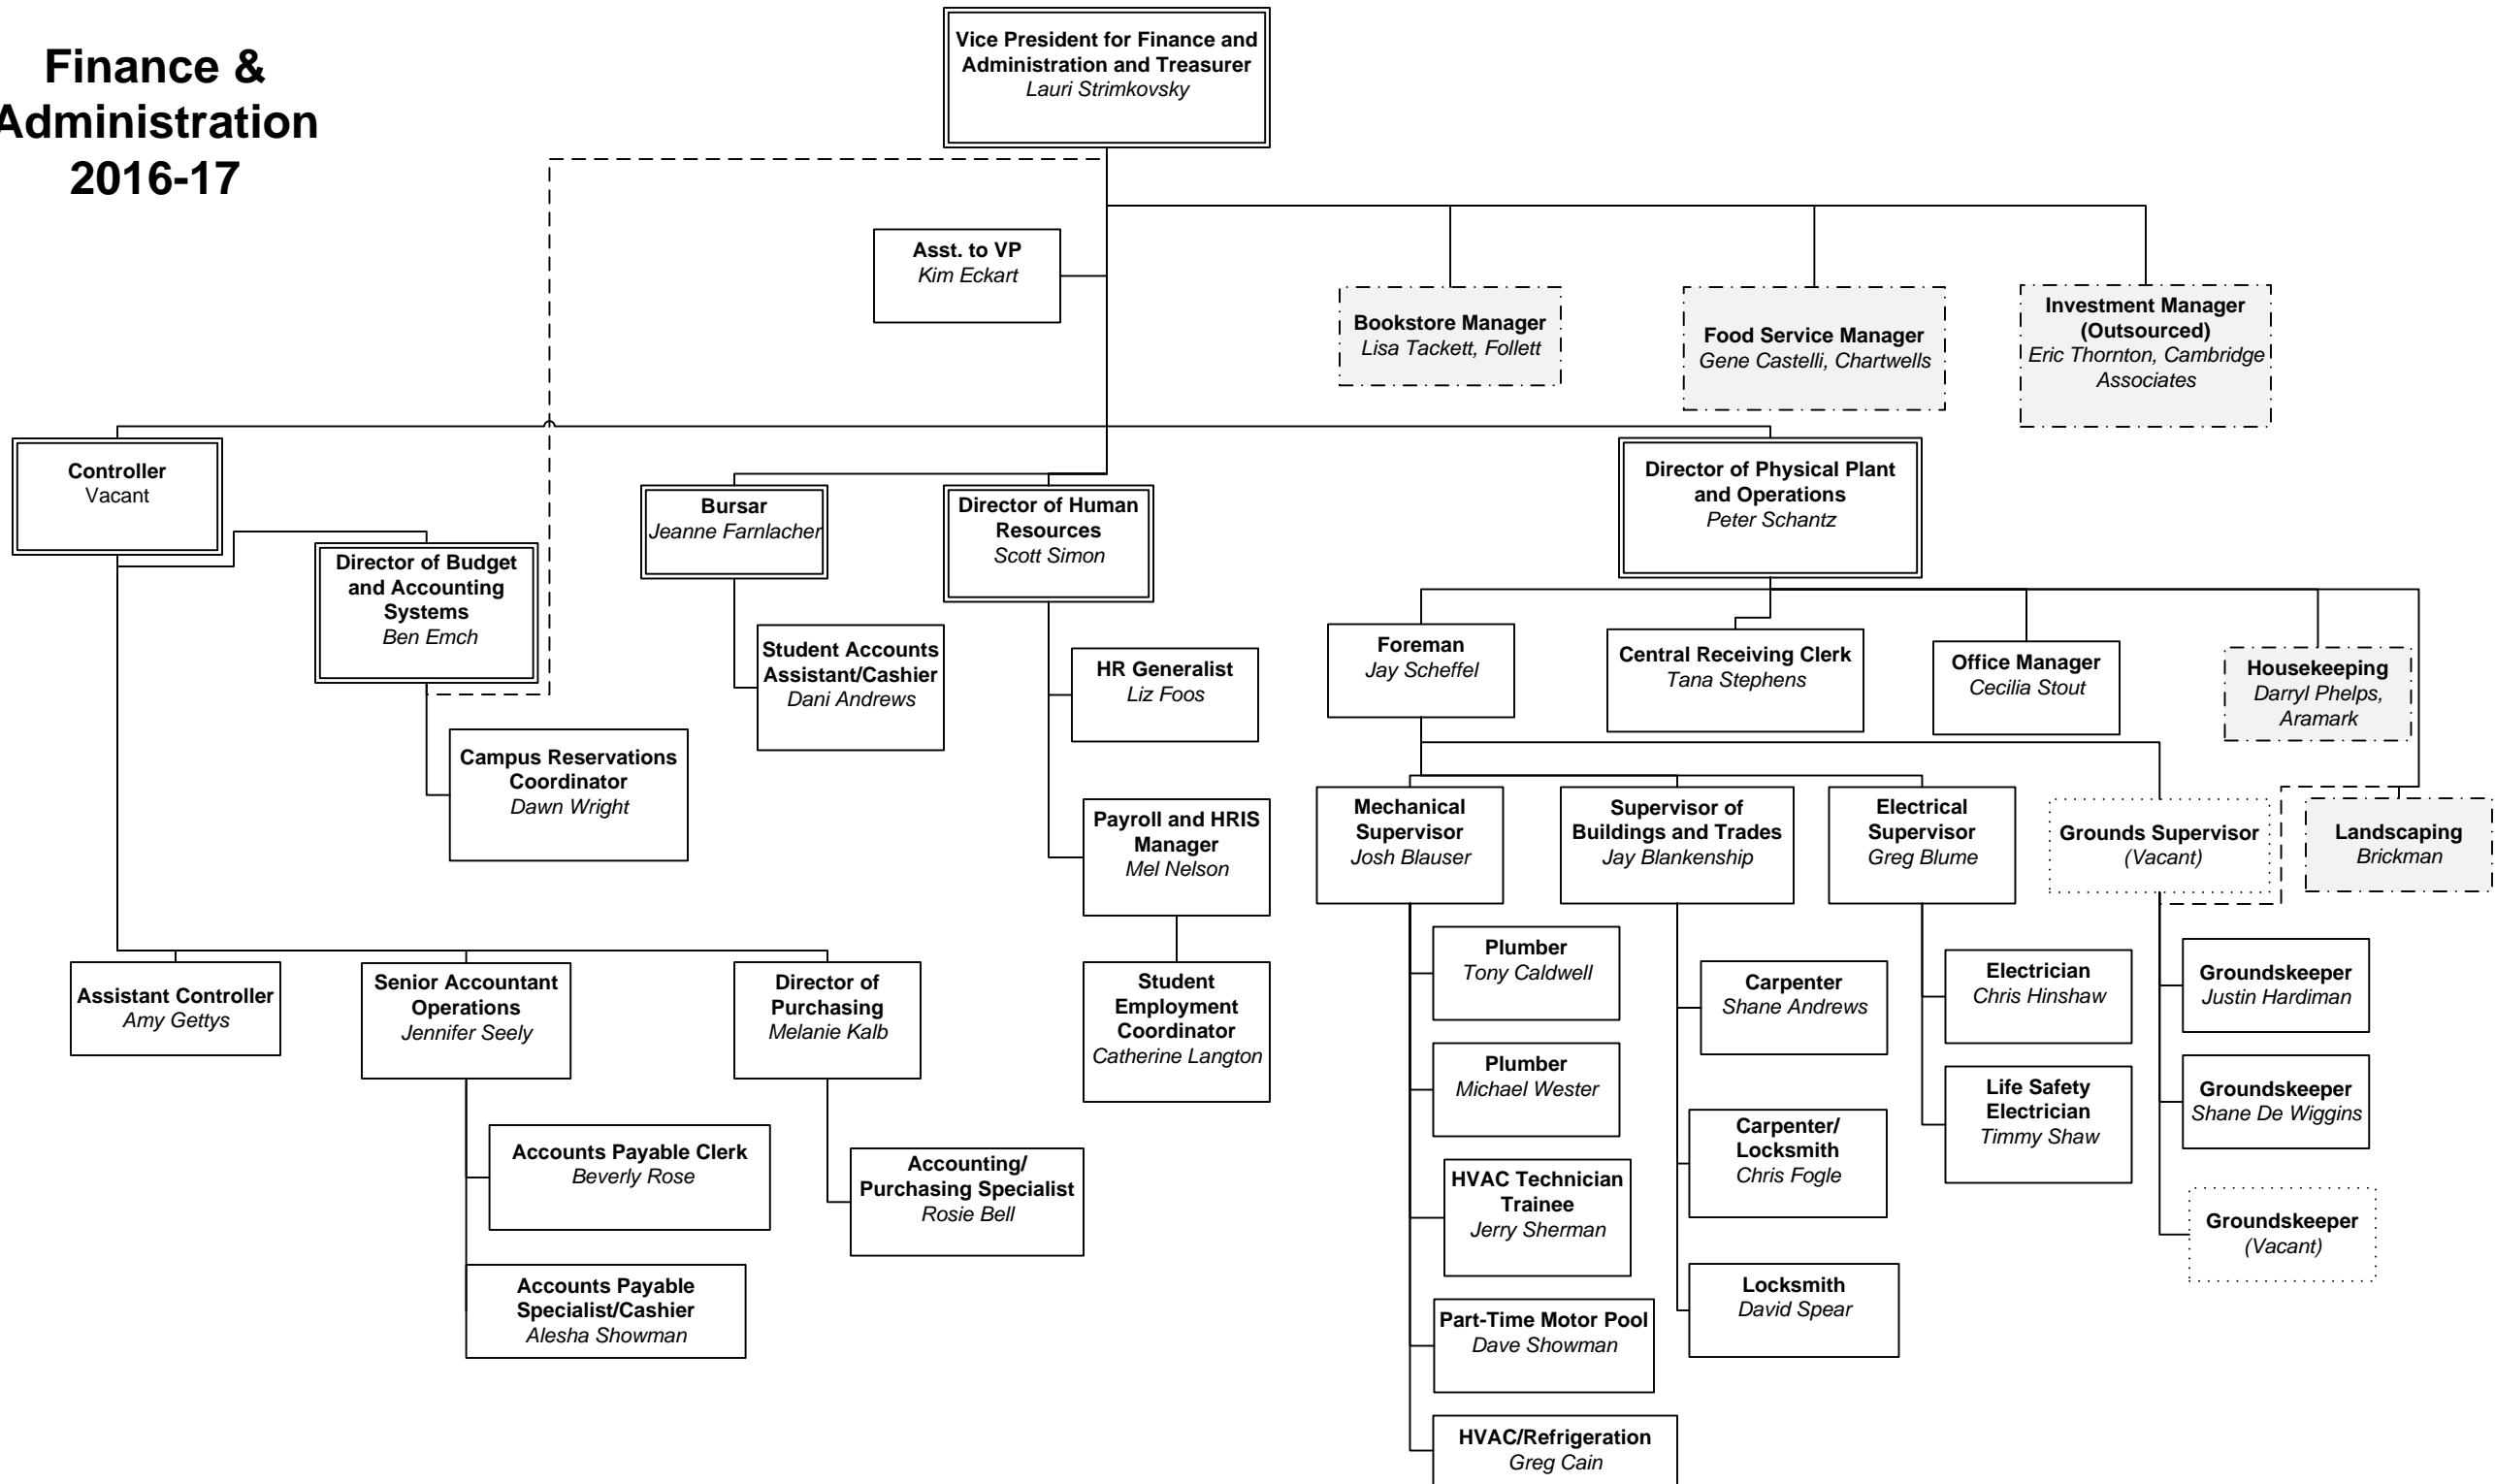 Finance &
Administration
2016-17
Vice President for Finance and
Administration and Treasurer
Lauri Strimkovsky
Asst. to VP
Kim Eckart
Bookstore Manager
Lisa Tackett, Follett
Food Service Manager
Gene Castelli, Chartwells
Investment Manager
(Outsourced)
Eric Thornton, Cambridge
Associates
Controller
Vacant
Director of Budget
and Accounting
Systems
Ben Emch
Bursar
Jeanne Farnlacher
Director of Human
Resources
Scott Simon
Director of Physical Plant
and Operations
Peter Schantz
Campus Reservations
Coordinator
Dawn Wright
Student Accounts
Assistant/Cashier
Dani Andrews
HR Generalist
Liz Foos
Payroll and HRIS
Manager
Mel Nelson
Student
Employment
Coordinator
Catherine Langton
Foreman
Jay Scheffel
Central Receiving Clerk
Tana Stephens
Office Manager
Cecilia Stout
Housekeeping
Darryl Phelps,
Aramark
Mechanical
Supervisor
Josh Blauser
Supervisor of
Buildings and Trades
Jay Blankenship
Electrical
Supervisor
Greg Blume
Grounds Supervisor
(Vacant)
Landscaping
Brickman
Assistant Controller
Amy Gettys
Senior Accountant
Operations
Jennifer Seely
Director of
Purchasing
Melanie Kalb
Accounts Payable Clerk
Beverly Rose
Accounts Payable
Specialist/Cashier
Alesha Showman
Accounting/
Purchasing Specialist
Rosie Bell
Plumber
Tony Caldwell
Plumber
Michael Wester
HVAC Technician
Trainee
Jerry Sherman
Part-Time Motor Pool
Dave Showman
HVAC/Refrigeration
Greg Cain
Carpenter
Shane Andrews
Carpenter/
Locksmith
Chris Fogle
Locksmith
David Spear
Electrician
Chris Hinshaw
Life Safety
Electrician
Timmy Shaw
Groundskeeper
Justin Hardiman
Groundskeeper
Shane De Wiggins
Groundskeeper
(Vacant)